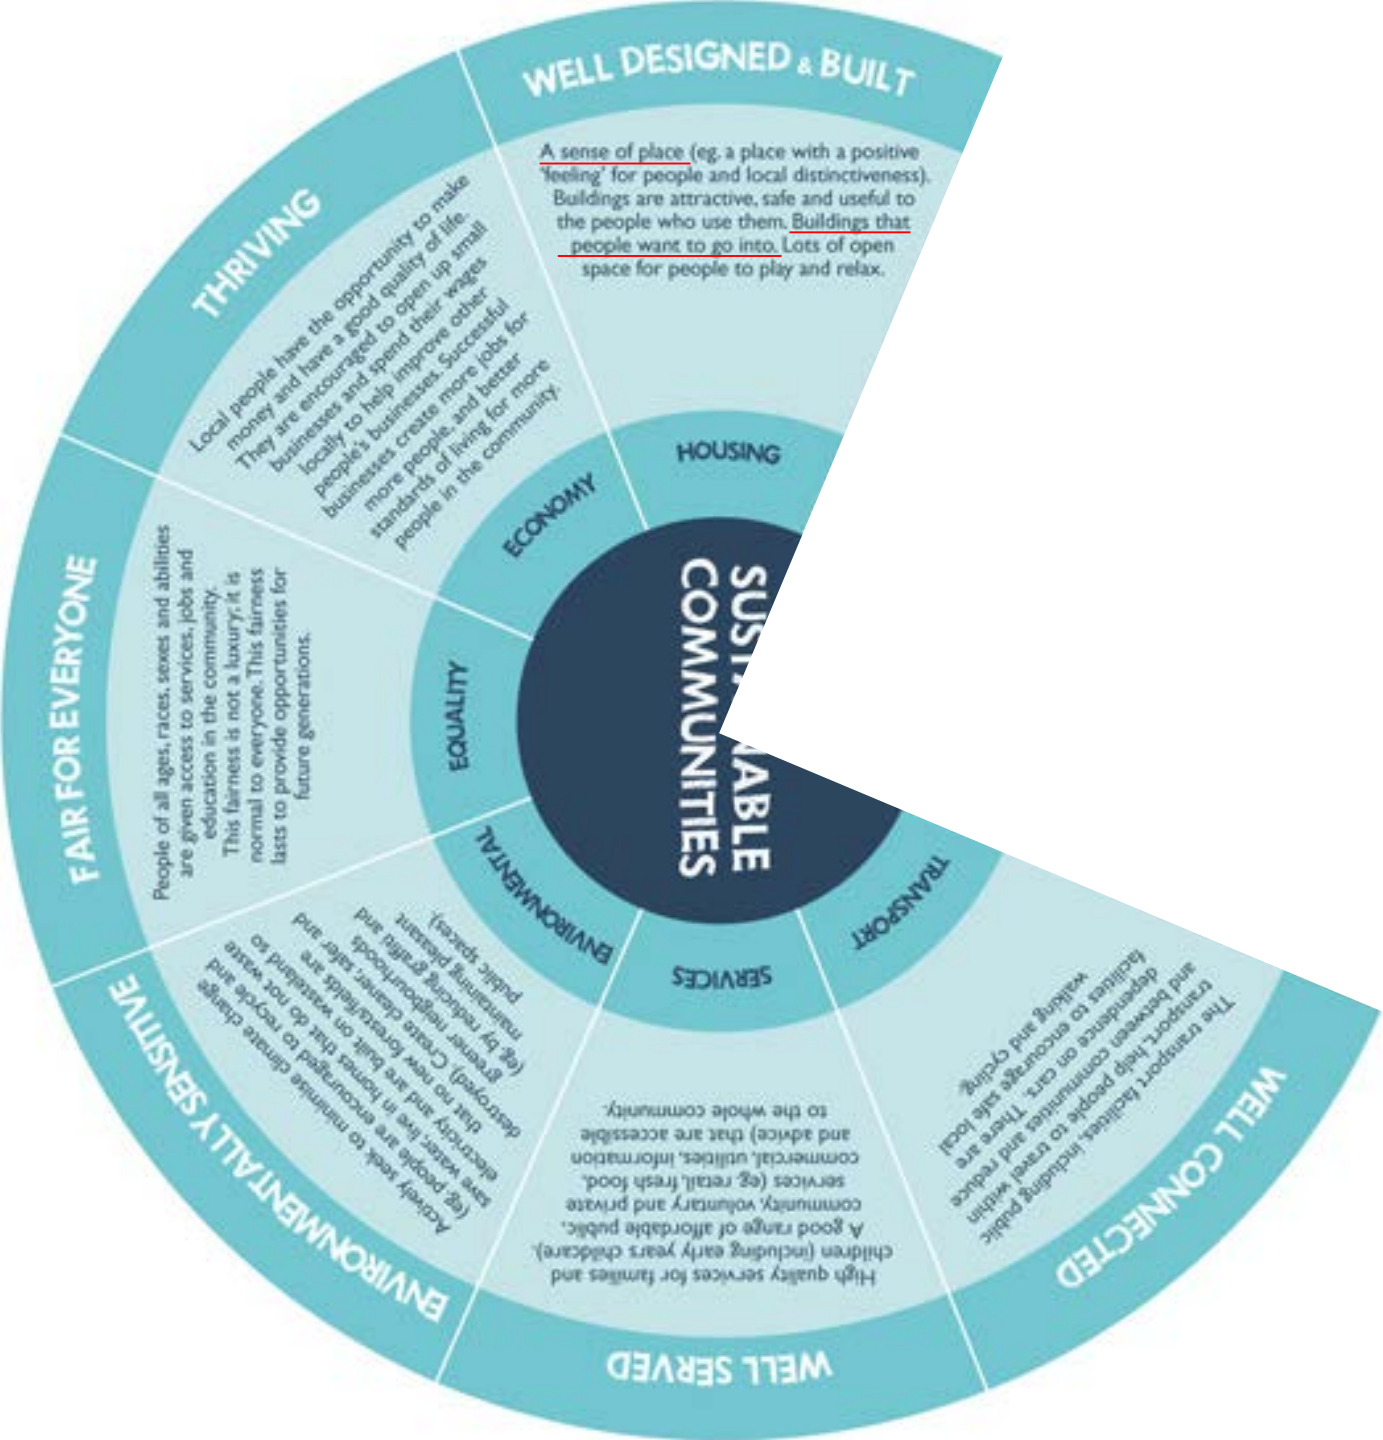 WELL DESIGNED & BUILT
A sense of place (eg. a place with a positive
'feeling' for people and local distinctiveness).
Buildings are attractive, safe and useful to
the people who use them. Buildings that
people want to go into. Lots of open
space for people to play and relax.
HOUSING
THRIVING
Local people have the opportunity to make
money and have a good quality of life.
They are encouraged to open up small
businesses and spend their wages
locally to help improve other
people's businesses. Successful
businesses create more jobs for
more people, and better
standards of living for more
people in the community.
ECONOMY
FAIR FOR EVERYONE
People of all ages, races, sexes and abilities
are given access to services, jobs and
education in the community.
This fairness is not a luxury; it is
normal to everyone. This fairness
lasts to provide opportunities for
future generations.
EQUALITY
ENVIRONMENTALLY SENSITIVE
Actively seek to minimise climate change
(eg. people are encouraged to recycle and
save water; live in homes that do not waste
electricity and are built on wasteland so
that no new forests/fields are
destroyed) Create cleaner, safer and
greener neigbourhoods
(eg. by reducing graffiti and
maintaining pleasant
public spaces).
ENVIRONMENTAL
WELL SERVED
High quality services for families and
children (including early years childcare).
A good range of affordable public,
community, voluntary and private
services (eg. retail, fresh food,
commercial, utilities, information
and advice) that are accessible
to the whole community.
SERVICES
WELL CONNECTED
The transport facilities, including public
transport, help people to travel within
and between communities and reduce
dependence on cars. There are
facilities to encourage safe local
walking and cycling.
TRANSPORT
COMMUNITIES